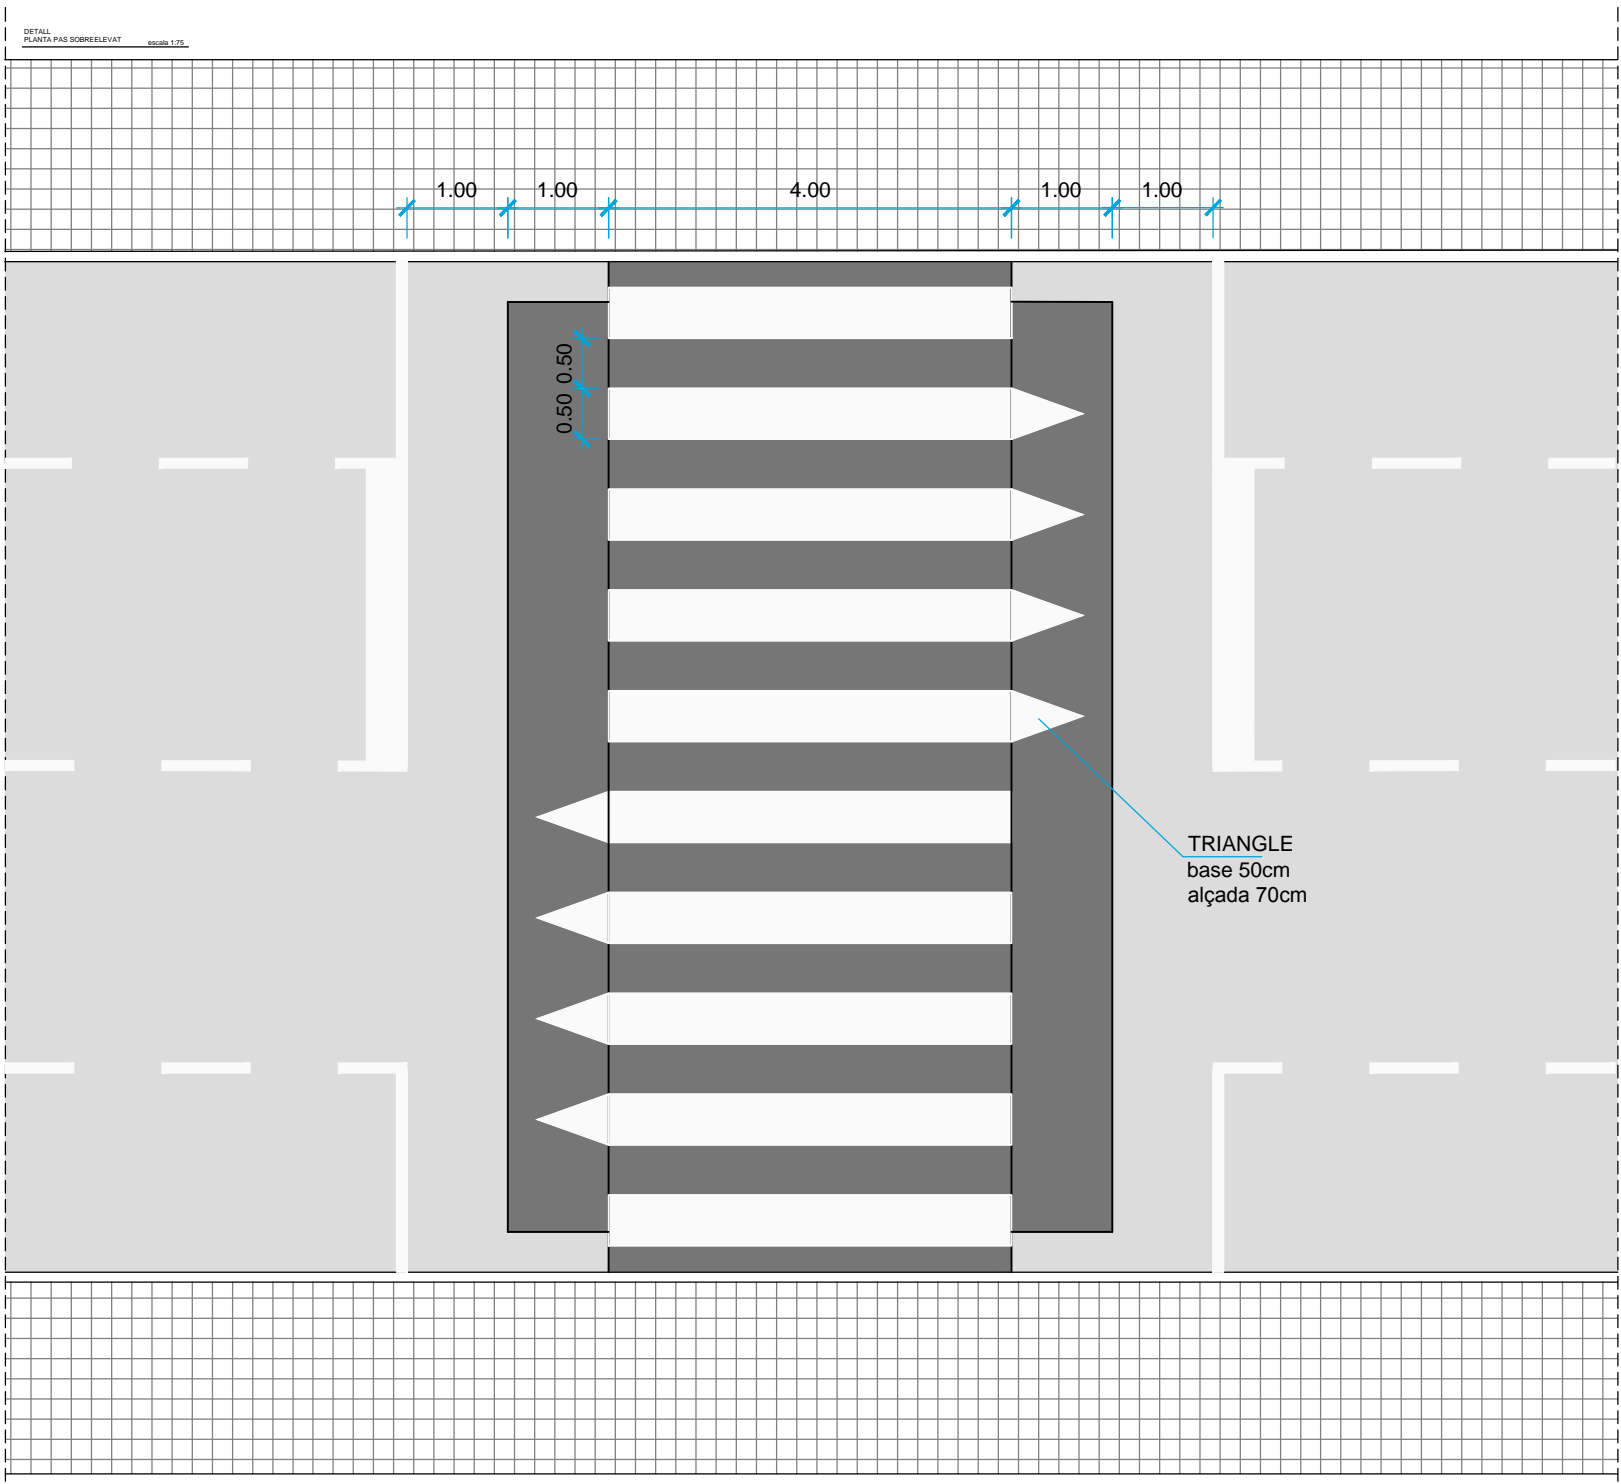 DETALL
PLANTA PAS SOBREELEVAT escala 1:75
1.00 1.00 4.00 1.00 1.00
0.50
0.50
TRIANGLE
base 50cm
alçada 70cm